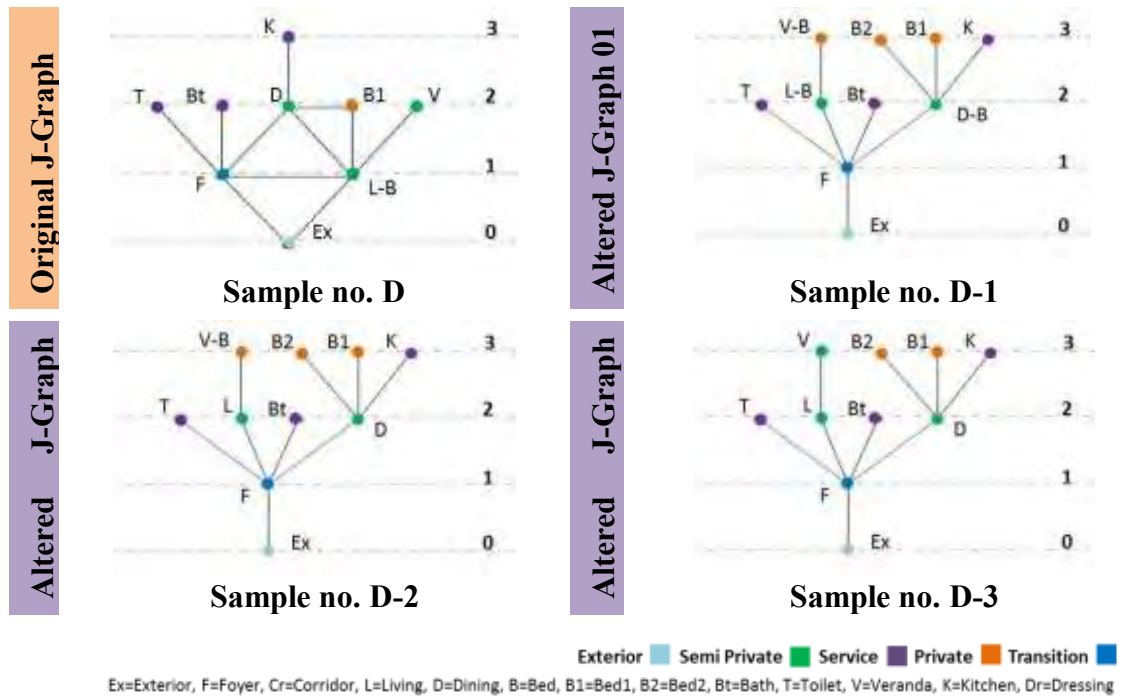 Original J-Graph
K
3
T
Bt
D
B1
V
2
F
L-B
1
Ex
0
Sample no. D
Altered J-Graph 01
V-B
B2
B1
K
3
T
L-B
Bt
D-B
2
F
1
Ex
0
Sample no. D-1
Altered J-Graph
V-B
B2
B1
K
3
T
L
Bt
D
2
F
1
Ex
0
Sample no. D-2
Altered J-Graph
V
B2
B1
K
3
T
L
Bt
D
2
F
1
Ex
0
Sample no. D-3
Exterior Semi Private Service Private Transition
Ex=Exterior, F=Foyer, Cr=Corridor, L=Living, D=Dining, B=Bed, B1=Bed1, B2=Bed2, Bt=Bath, T=Toilet, V=Veranda, K=Kitchen, Dr=Dressing